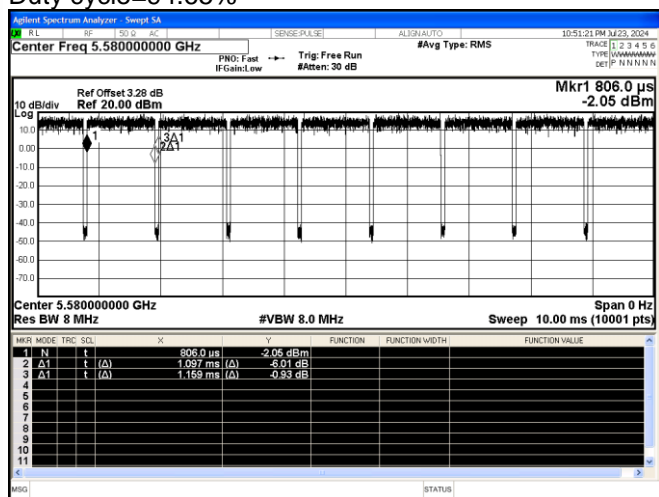 Agilent Spectrum Analyzer - Swept SA
RL RF 50 Ω AC SENSE:PULSE ALIGNAUTO 10:51:21 PM Jul23, 2024
Center Freq 5.580000000 GHz #Avg Type: RMS TRACE 1 2 3 4 5 6
PNO: Fast Trig: Free Run TYPE
IFGain:Low #Atten: 30 dB DET P N N N N N
Mkr1 806.0 µs
Ref Offset 3.28 dB
10 dB/div Ref 20.00 dBm -2.05 dBm
Log
10.0
1 3Δ1
0.00 2Δ1
-10.0
-20.0
-30.0
-40.0
-50.0
-60.0
-70.0
Center 5.580000000 GHz Span 0 Hz
Res BW 8 MHz #VBW 8.0 MHz Sweep 10.00 ms (10001 pts)
MKR MODE TRC SCL X Y FUNCTION FUNCTION WIDTH FUNCTION VALUE
1 N t 806.0 µs -2.05 dBm
2 Δ1 t (Δ) 1.097 ms (Δ) -6.01 dB
3 Δ1 t (Δ) 1.159 ms (Δ) -0.93 dB
4
5
6
7
8
9
10
11
MSG STATUS